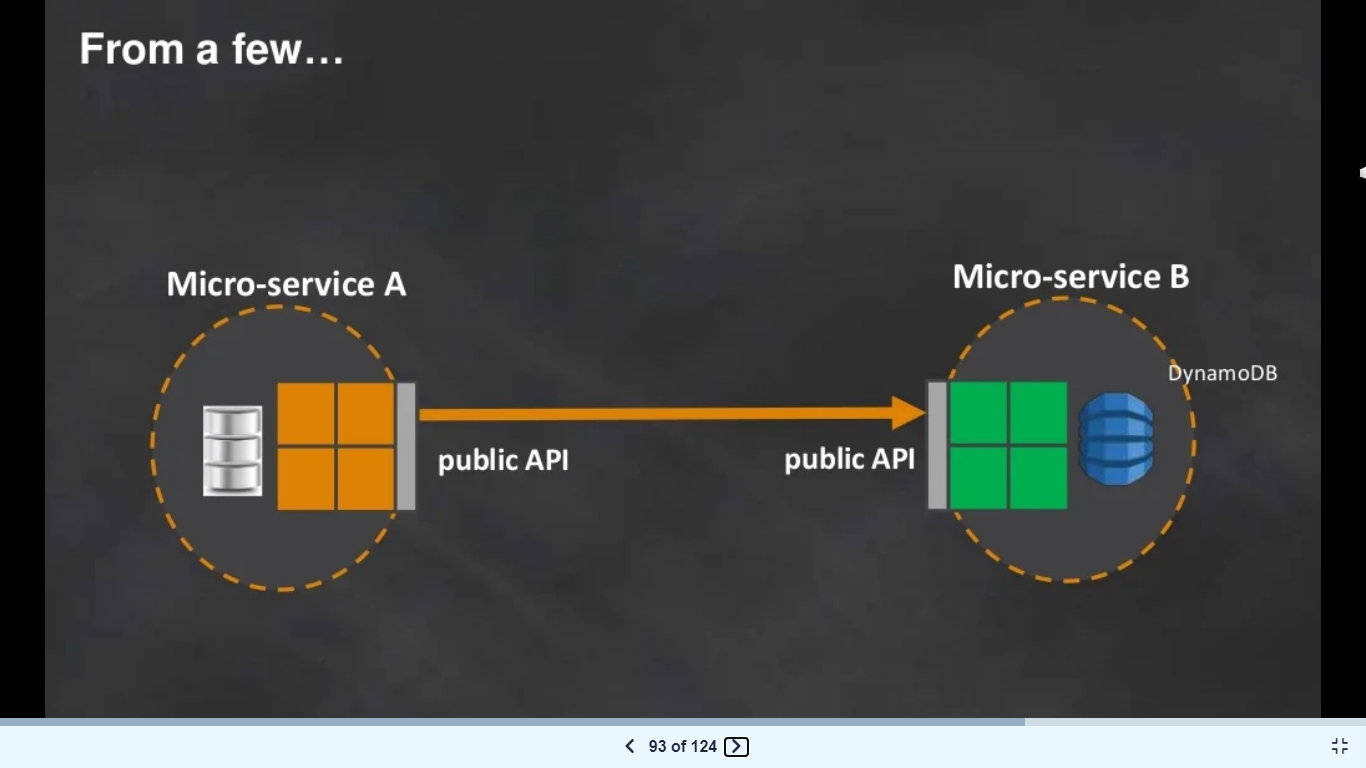 From a few…
Micro-service A
Micro-service B
DynamoDB
public API
public API
93 of 124